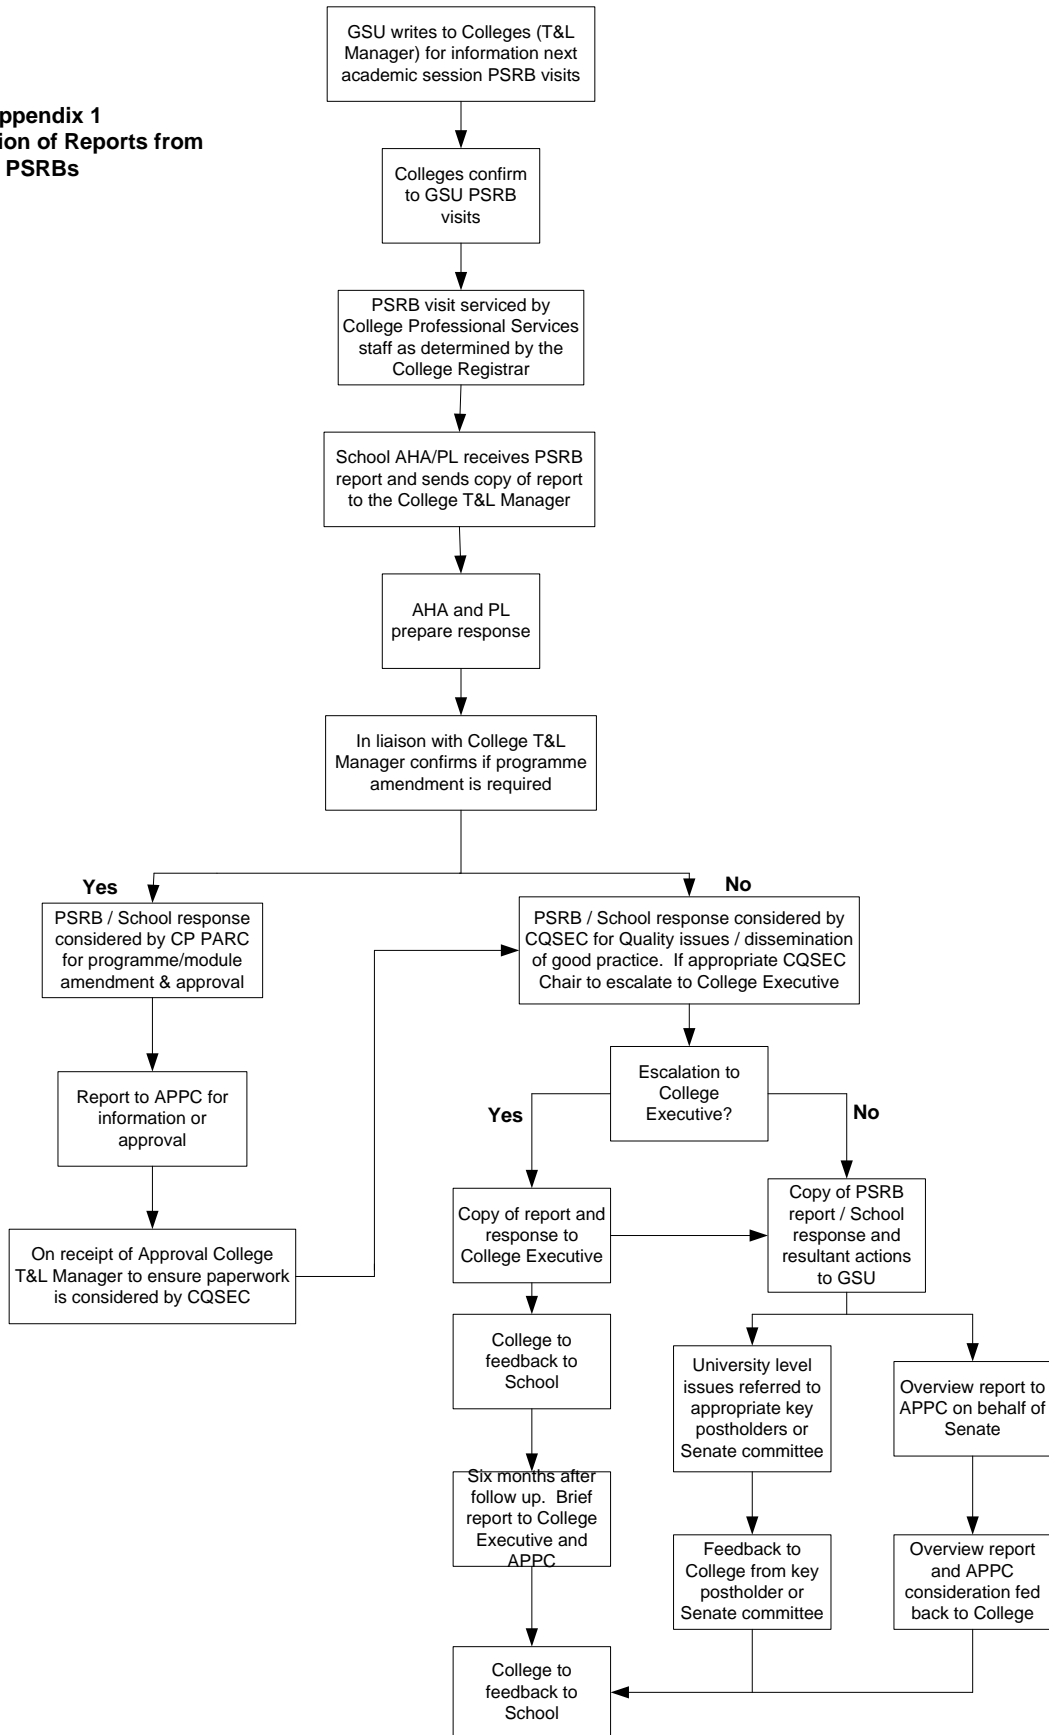 GSU writes to Colleges (T&L
Manager) for information next
academic session PSRB visits
ppendix 1
ion of Reports from
PSRBs
Colleges confirm
to GSU PSRB
visits
PSRB visit serviced by
College Professional Services
staff as determined by the
College Registrar
School AHA/PL receives PSRB
report and sends copy of report
to the College T&L Manager
AHA and PL
prepare response
In liaison with College T&L
Manager confirms if programme
amendment is required
Yes
No
PSRB / School response
considered by CP PARC
for programme/module
amendment & approval
PSRB / School response considered by
CQSEC for Quality issues / dissemination
of good practice.  If appropriate CQSEC
Chair to escalate to College Executive
Report to APPC for
information or
approval
Escalation to
College
Executive?
Yes
No
On receipt of Approval College
T&L Manager to ensure paperwork
is considered by CQSEC
Copy of report and
response to
College Executive
Copy of PSRB
report / School
response and
resultant actions
to GSU
College to
feedback to
School
University level
issues referred to
appropriate key
postholders or
Senate committee
Overview report to
APPC on behalf of
Senate
Six months after
follow up.  Brief
report to College
Executive and
APPC
Feedback to
College from key
postholder or
Senate committee
Overview report
and APPC
consideration fed
back to College
College to
feedback to
School